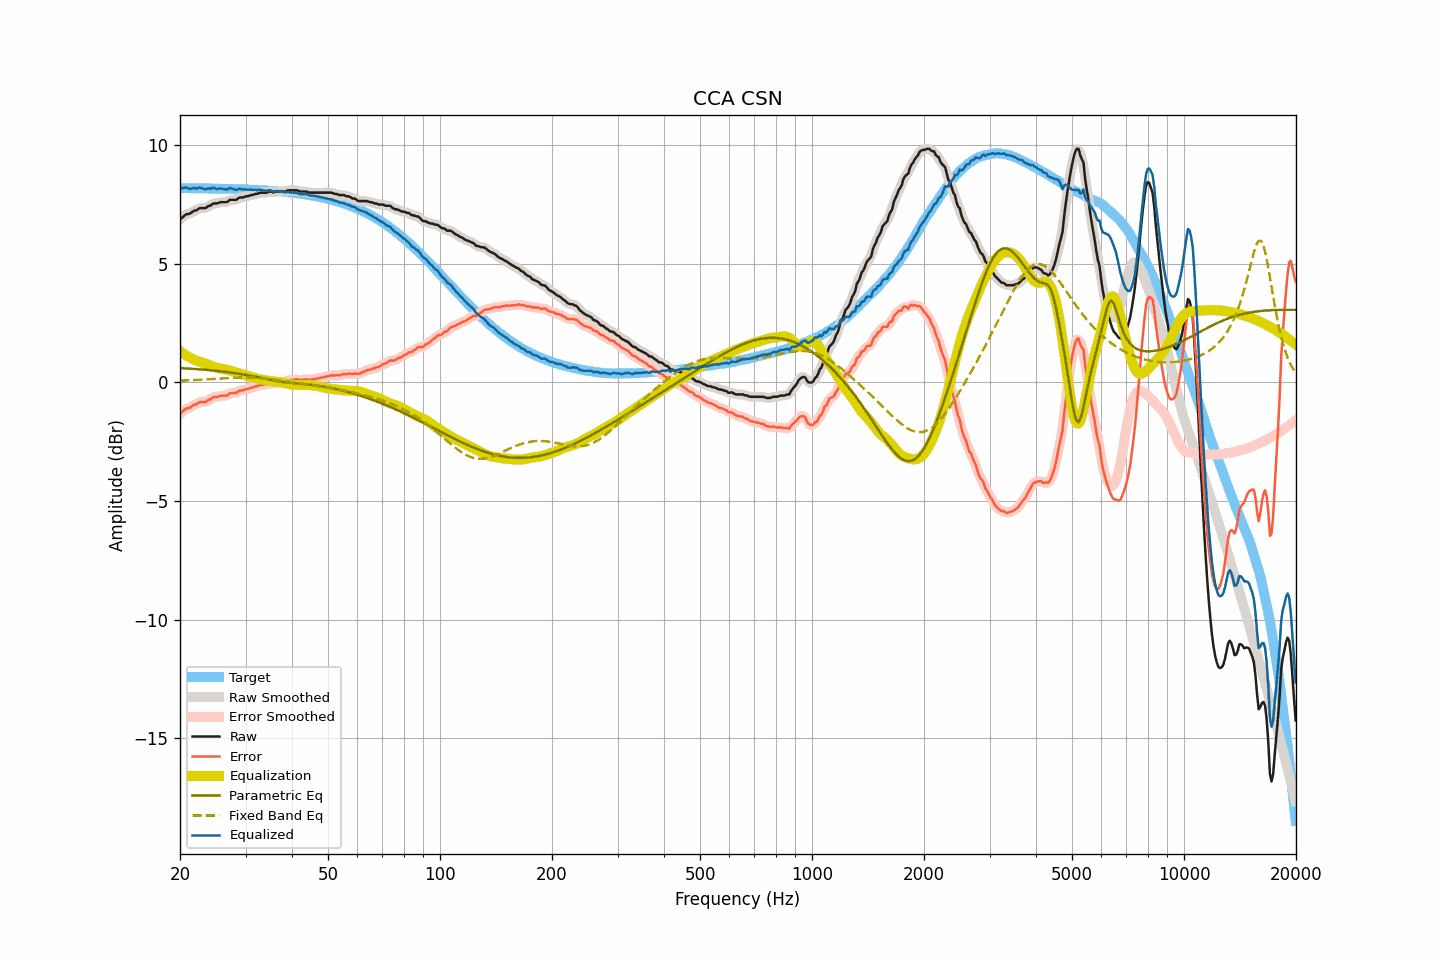 CCA CSN
Amplitude (dBr)
10
5
0
−5
−10
−15
Target
Raw Smoothed
Error Smoothed
Raw
Error
Equalization
Parametric Eq
Fixed Band Eq
Equalized
20 50 100 200 500 1000 2000 5000 10000 20000
Frequency (Hz)